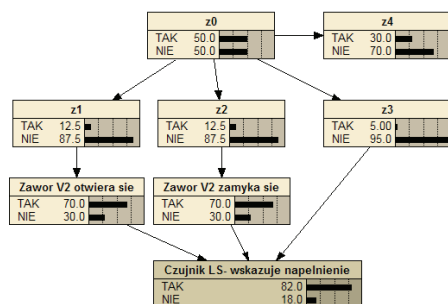 z0
TAK 50.0
NIE 50.0
z4
TAK 30.0
NIE 70.0
z1
TAK 12.5
NIE 87.5
z2
TAK 12.5
NIE 87.5
z3
TAK 5.00
NIE 95.0
Zawor V2 otwiera sie
TAK 70.0
NIE 30.0
Zawor V2 zamyka sie
TAK 70.0
NIE 30.0
Czujnik LS- wskazuje napelnienie
TAK 82.0
NIE 18.0